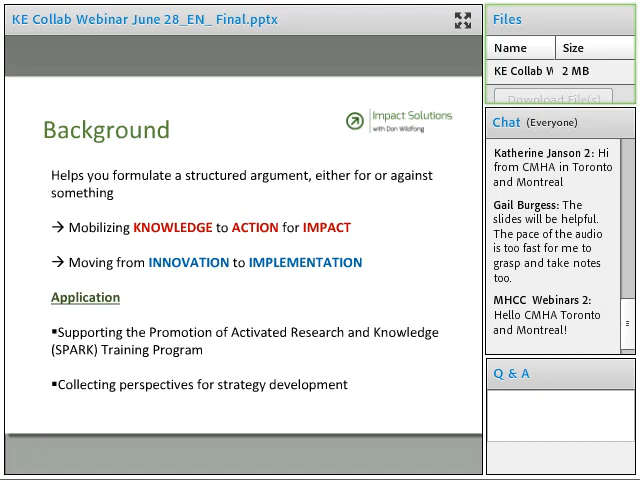 KE Collab Webinar June 28_EN_ Final.pptx
Impact Solutions
with Don Wildfong
Background
Helps you formulate a structured argument, either for or against
something
→ Mobilizing KNOWLEDGE to ACTION for IMPACT
→ Moving from INNOVATION to IMPLEMENTATION
Application
▪Supporting the Promotion of Activated Research and Knowledge
(SPARK) Training Program
▪Collecting perspectives for strategy development
Files
Name Size
KE Collab W 2 MB
Download File(s)
Chat (Everyone)
Katherine Janson 2: Hi
from CMHA in Toronto
and Montreal
Gail Burgess: The
slides will be helpful.
The pace of the audio
is too fast for me to
grasp and take notes
too.
MHCC Webinars 2:
Hello CMHA Toronto
and Montreal!
Q & A